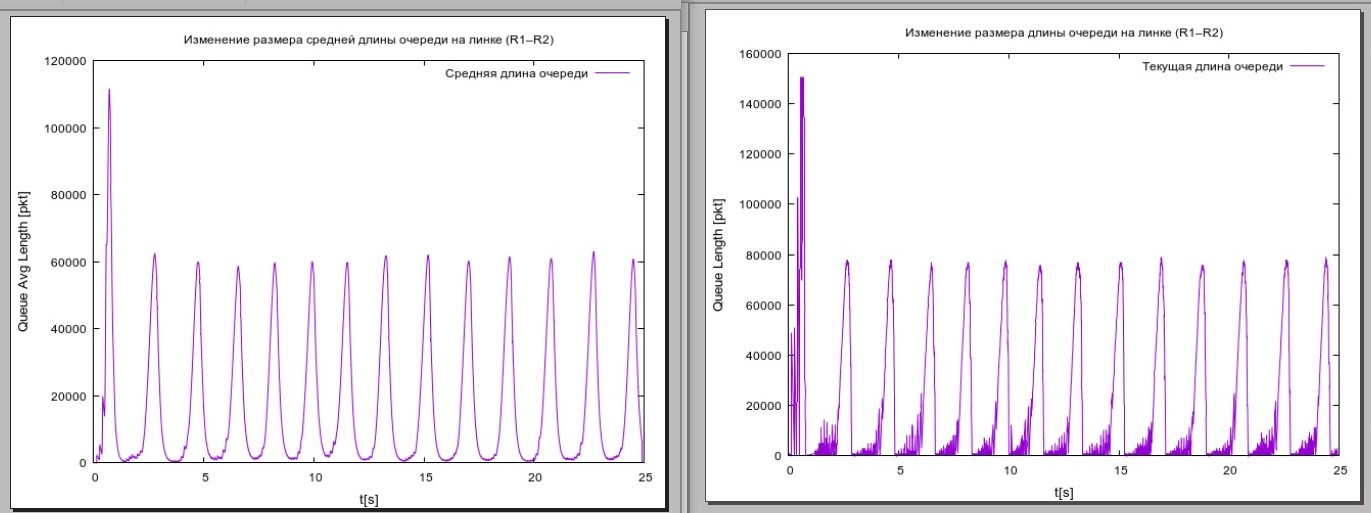 Изменение размера средней длины очереди на линке (R1–R2)
Средняя длина очереди
120000
100000
80000
60000
40000
20000
0
Queue Avg Length [pkt]
0 5 10 15 20 25
t[s]
Изменение размера длины очереди на линке (R1–R2)
Текущая длина очереди
160000
140000
120000
100000
80000
60000
40000
20000
0
Queue Length [pkt]
0 5 10 15 20 25
t[s]